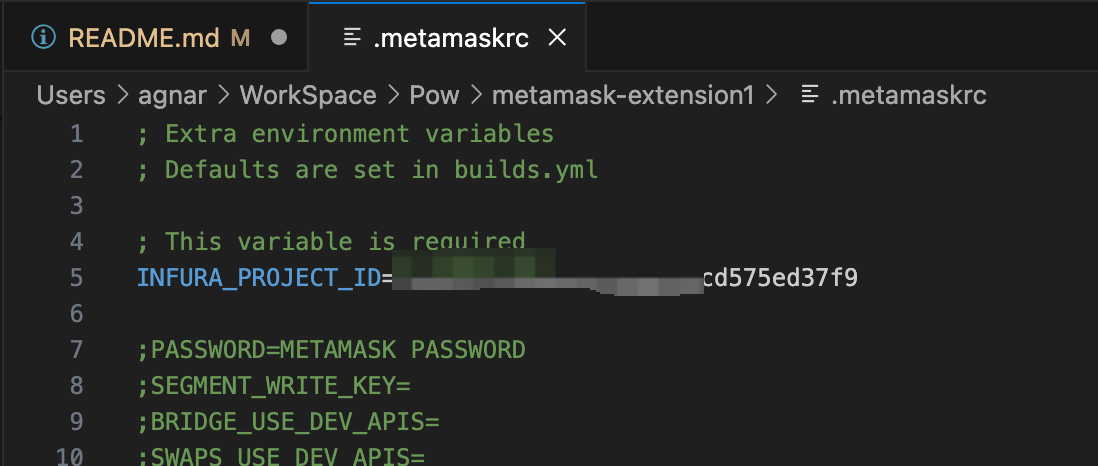 README.md M
.metamaskrc
Users > agnar > WorkSpace > Pow > metamask-extension1 > .metamaskrc
1 ; Extra environment variables
2 ; Defaults are set in builds.yml
3
4 ; This variable is required
5 INFURA_PROJECT_ID=cd575ed37f9
6
7 ;PASSWORD=METAMASK PASSWORD
8 ;SEGMENT_WRITE_KEY=
9 ;BRIDGE_USE_DEV_APIS=
10 ;SWAPS_USE_DEV_APIS=